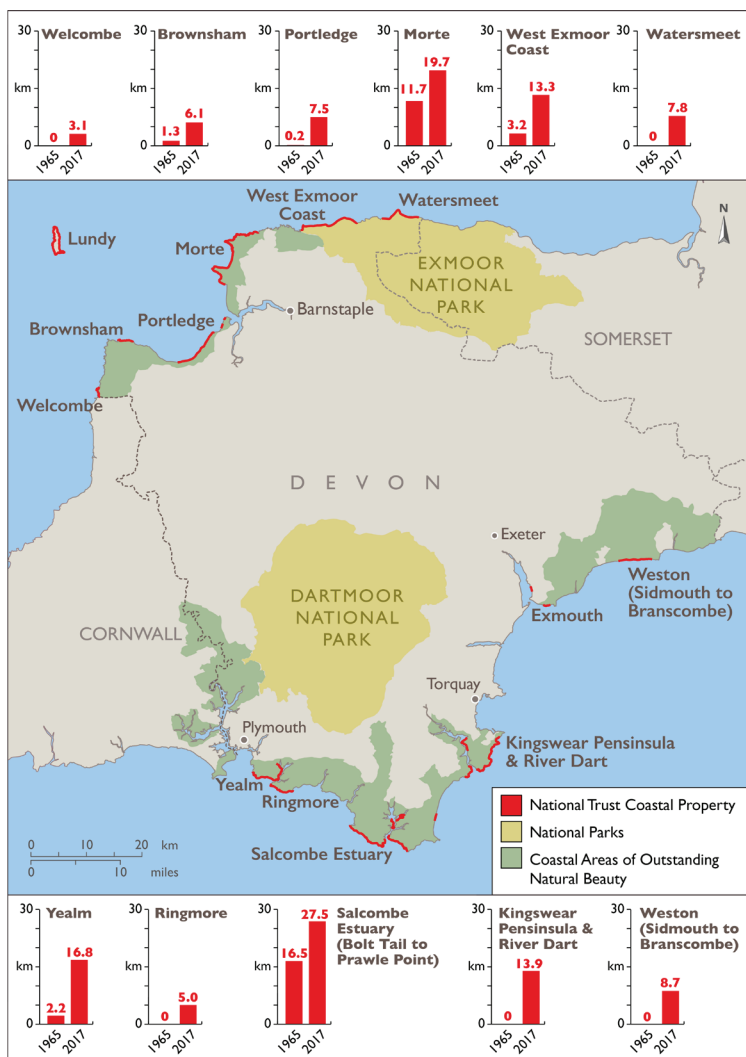 Welcombe
30
km
0
0
3.1
1965
2017
Brownsham
30
km
0
1.3
6.1
1965
2017
Portledge
30
km
0
0.2
7.5
1965
2017
Morte
30
km
0
11.7
19.7
1965
2017
West Exmoor
Coast
30
km
0
3.2
13.3
1965
2017
Watersmeet
30
km
0
0
7.8
1965
2017
West Exmoor
Coast
Watersmeet
N
Lundy
Morte
EXMOOR
NATIONAL
PARK
Barnstaple
Portledge
Brownsham
SOMERSET
Welcombe
DEVON
Exeter
Weston
(Sidmouth to
Branscombe)
Exmouth
DARTMOOR
NATIONAL
PARK
CORNWALL
Torquay
Plymouth
Kingswear Pensinsula
& River Dart
Yealm
Ringmore
Salcombe Estuary
0 10 20 km
0 10 miles
National Trust Coastal Property
National Parks
Coastal Areas of Outstanding
Natural Beauty
Yealm
30
km
0
2.2
16.8
1965
2017
Ringmore
30
km
0
0
5.0
1965
2017
Salcombe
Estuary
(Bolt Tail to
Prawle Point)
30
km
0
16.5
27.5
1965
2017
Kingswear
Pensinsula &
River Dart
30
km
0
0
13.9
1965
2017
Weston
(Sidmouth to
Branscombe)
30
km
0
0
8.7
1965
2017